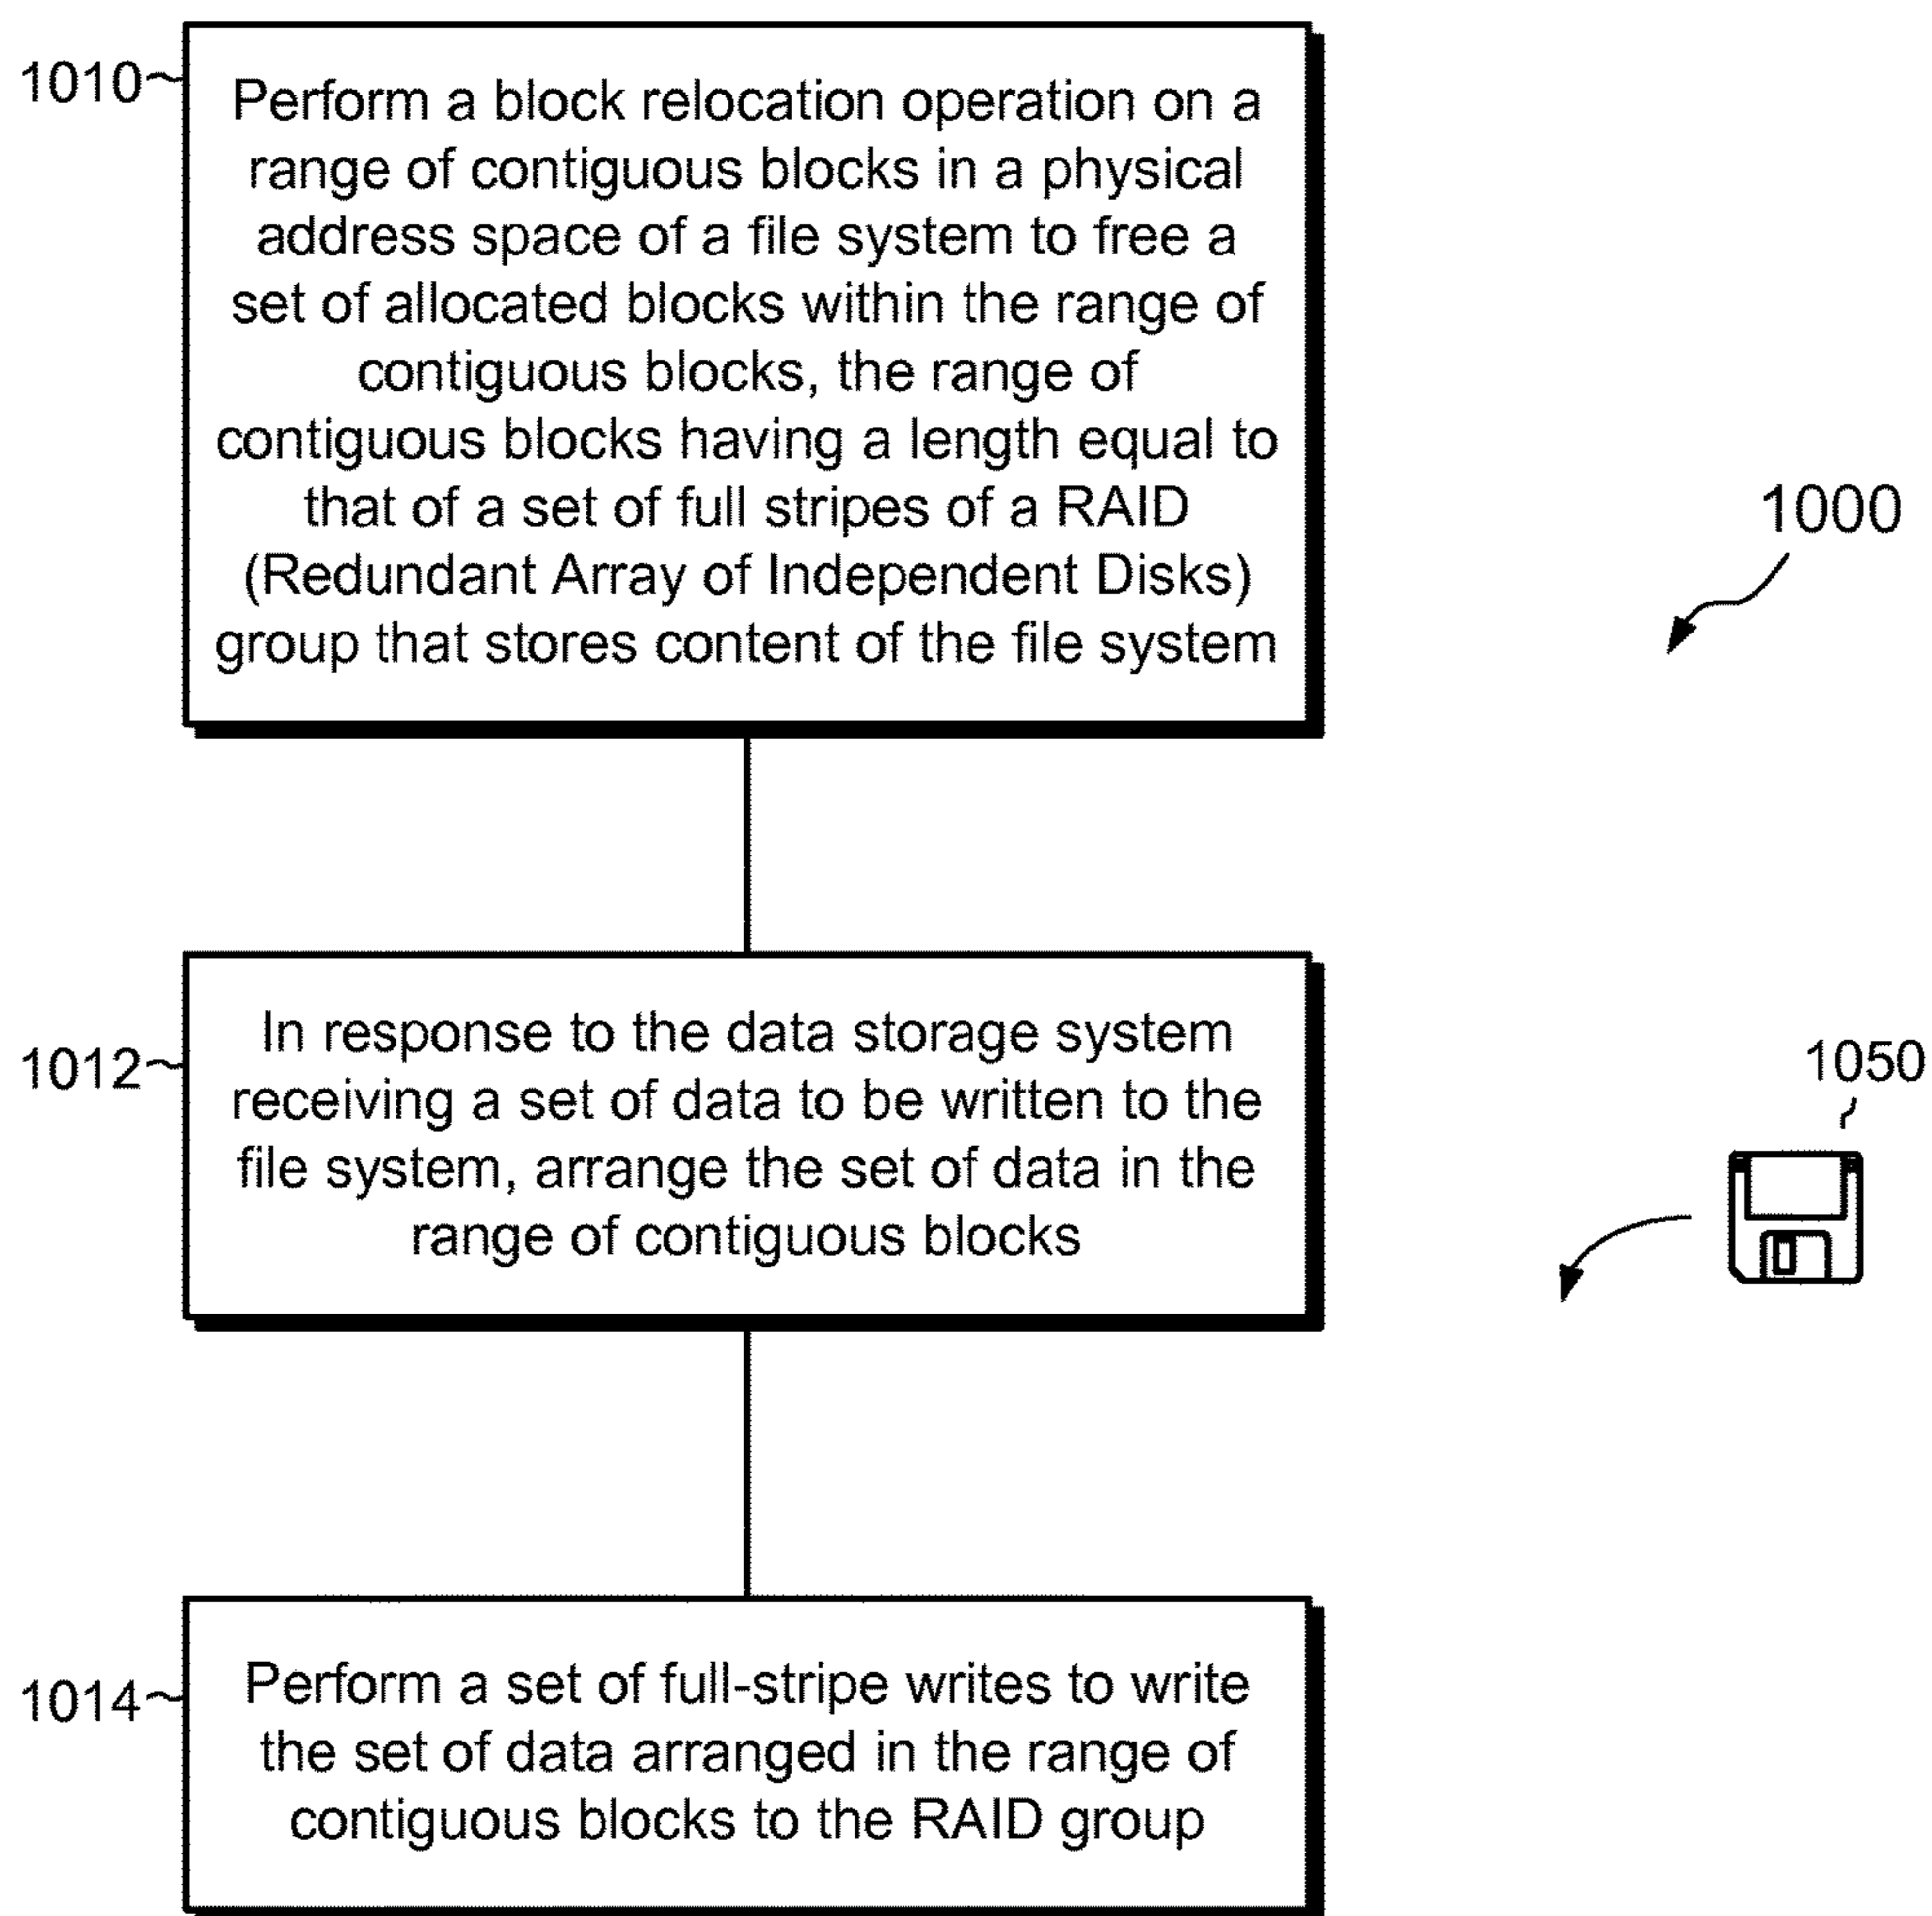 1010
Perform a block relocation operation on a
range of contiguous blocks in a physical
address space of a file system to free a
set of allocated blocks within the range of
contiguous blocks, the range of
contiguous blocks having a length equal to
that of a set of full stripes of a RAID
(Redundant Array of Independent Disks)
group that stores content of the file system
1000
1012
In response to the data storage system
receiving a set of data to be written to the
file system, arrange the set of data in the
range of contiguous blocks
1050
1014
Perform a set of full-stripe writes to write
the set of data arranged in the range of
contiguous blocks to the RAID group